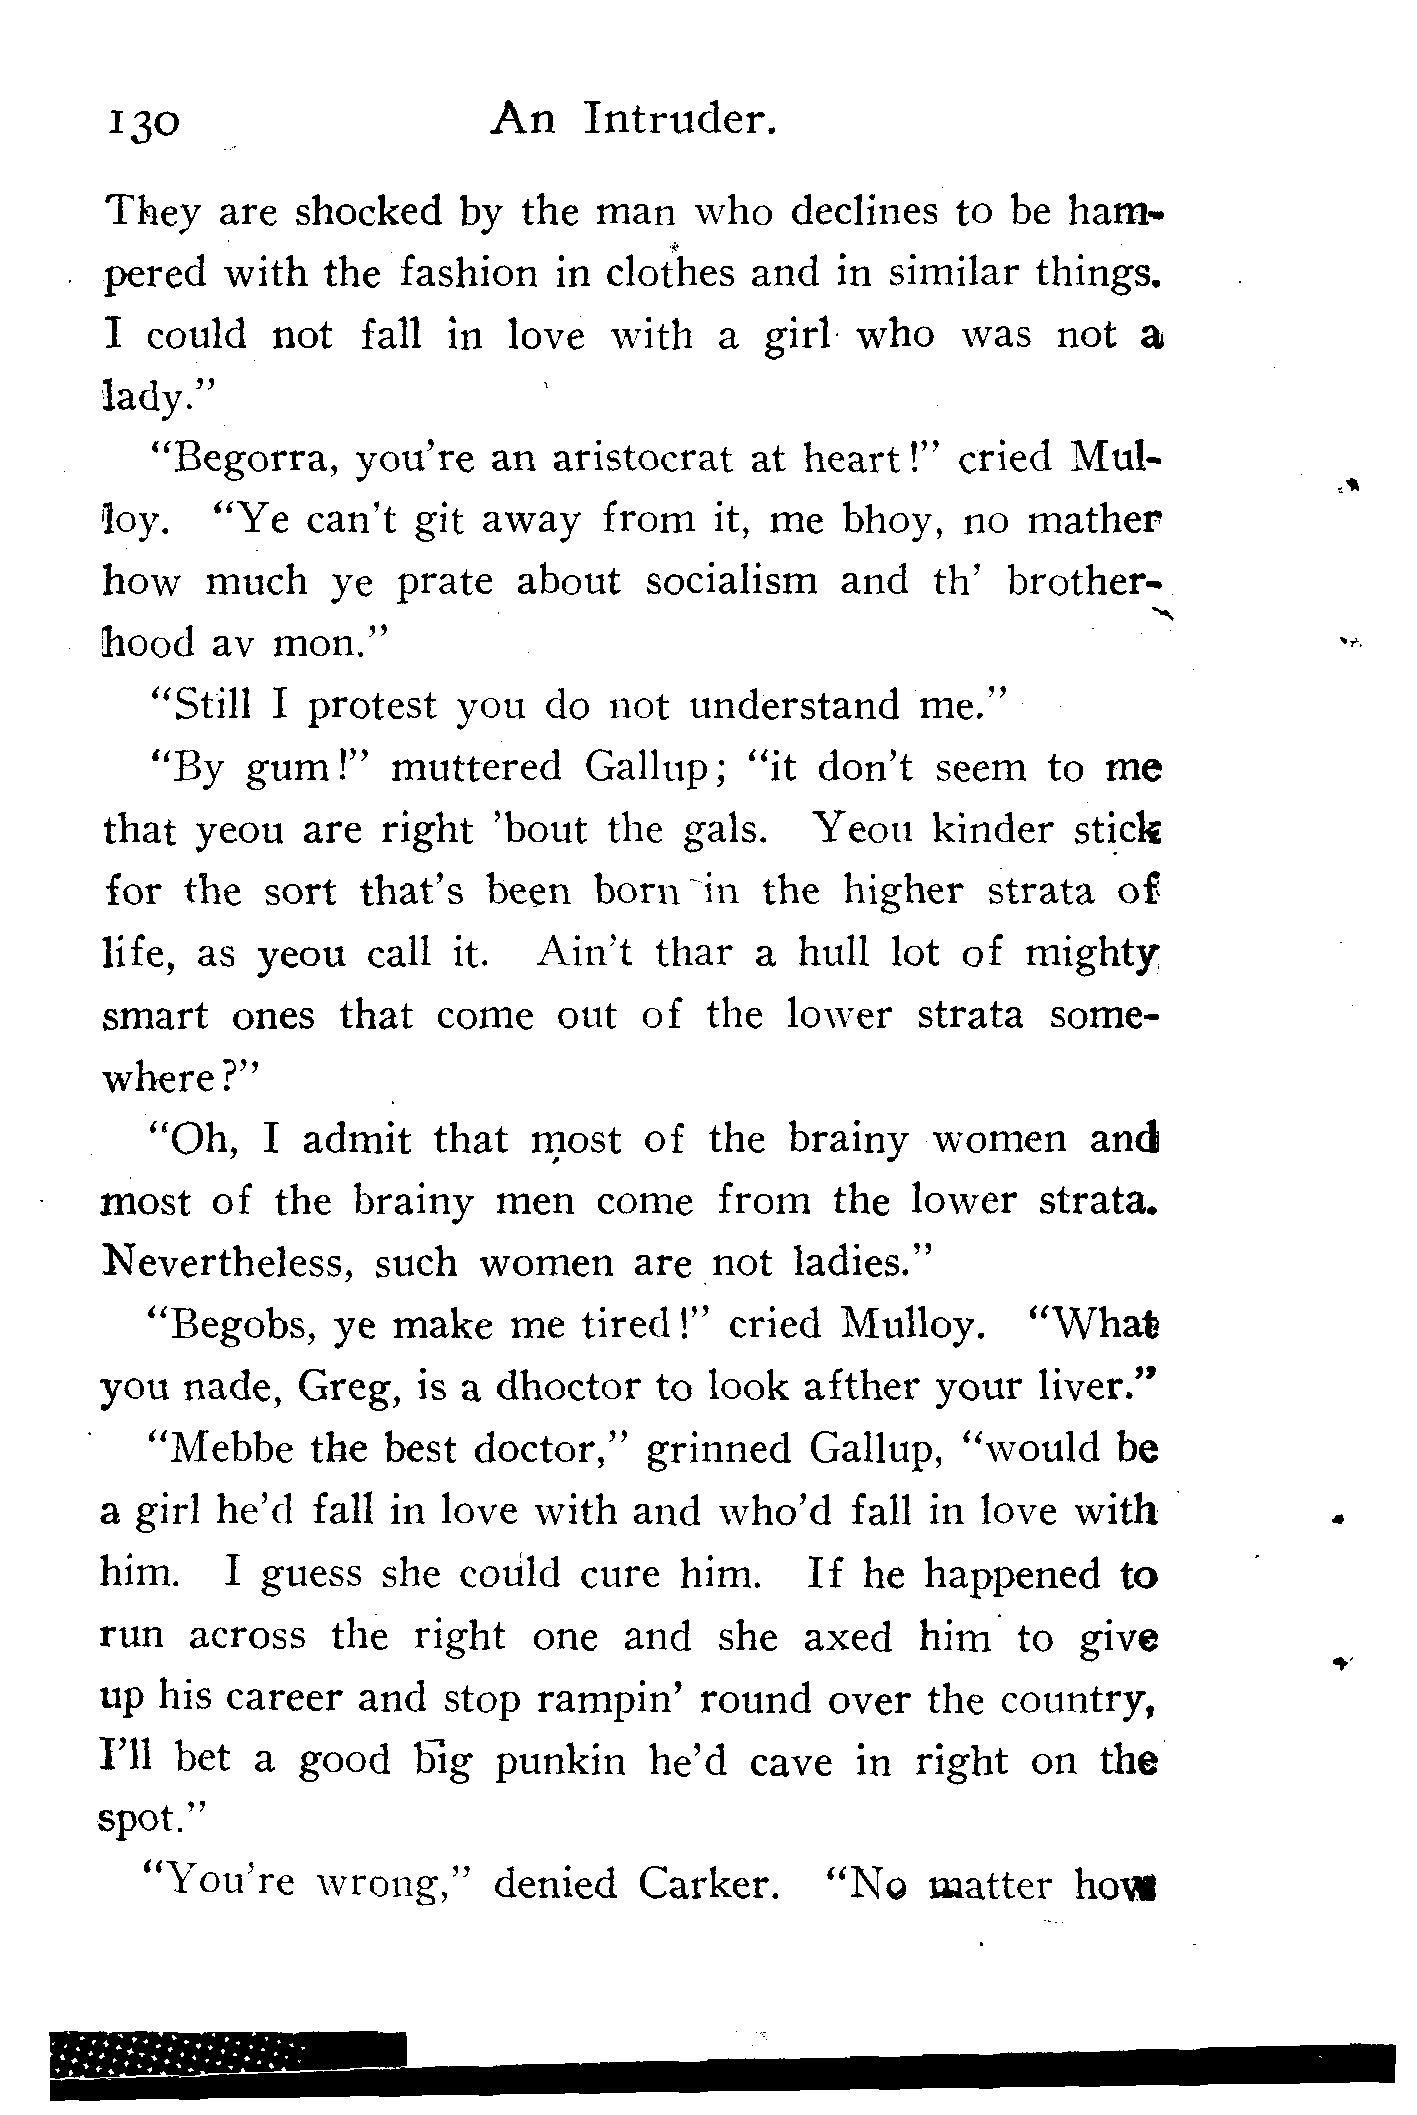 130 An Intruder.
They are shocked by the man who declines to be ham-
pered with the fashion in clothes and in similar things.
I could not fall in love with a girl who was not a
lady."
"Begorra, you're an aristocrat at heart!" cried Mul-
loy. "Ye can't git away from it, me bhoy, no mather
how much ye prate about socialism and th' brother-
hood av mon."
"Still I protest you do not understand me."
"By gum!" muttered Gallup; "it don't seem to me
that yeou are right 'bout the gals. Yeou kinder stick
for the sort that's been born in the higher strata of
life, as yeou call it. Ain't thar a hull lot of mighty
smart ones that come out of the lower strata some-
where?"
"Oh, I admit that most of the brainy women and
most of the brainy men come from the lower strata.
Nevertheless, such women are not ladies."
"Begobs, ye make me tired!" cried Mulloy. "What
you nade, Greg, is a dhoctor to look afther your liver."
"Mebbe the best doctor," grinned Gallup, "would be
a girl he'd fall in love with and who'd fall in love with
him. I guess she could cure him. If he happened to
run across the right one and she axed him to give
up his career and stop rampin' round over the country,
I'll bet a good big punkin he'd cave in right on the
spot."
"You're wrong," denied Carker. "No matter how